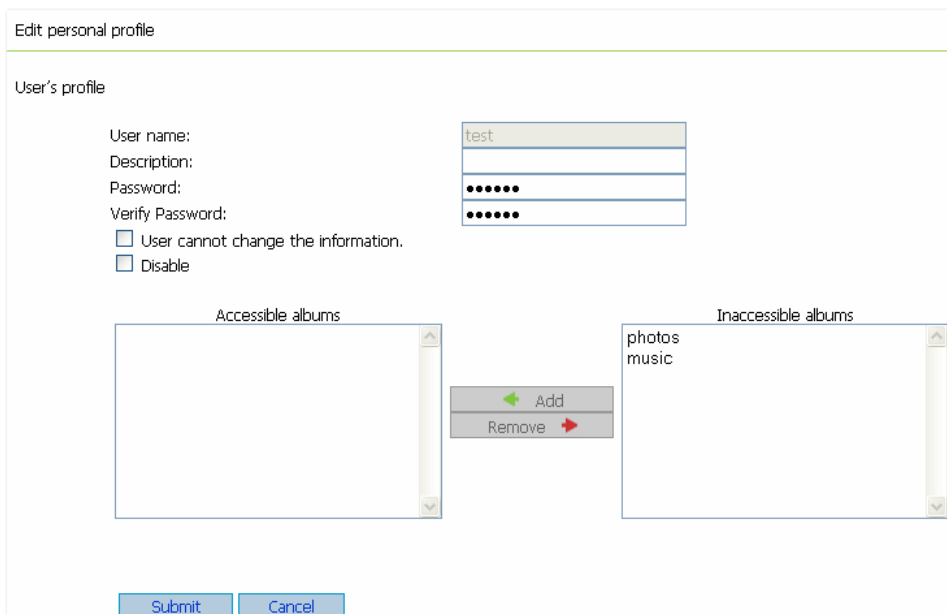 Edit personal profile
User's profile
User name: test
Description:
Password: ●●●●●●
Verify Password: ●●●●●●
User cannot change the information.
Disable
Accessible albums
Inaccessible albums
photos
music
Add
Remove
Submit Cancel